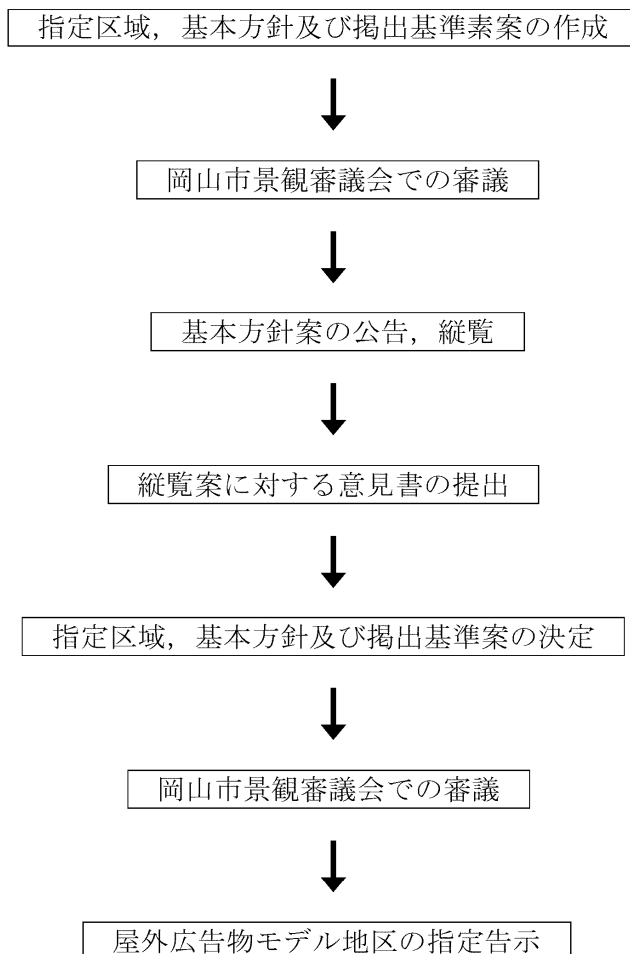 指定区域，基本方針及び掲出基準素案の作成
岡山市景観審議会での審議
基本方針案の公告，縦覧
縦覧案に対する意見書の提出
指定区域，基本方針及び掲出基準案の決定
岡山市景観審議会での審議
屋外広告物モデル地区の指定告示